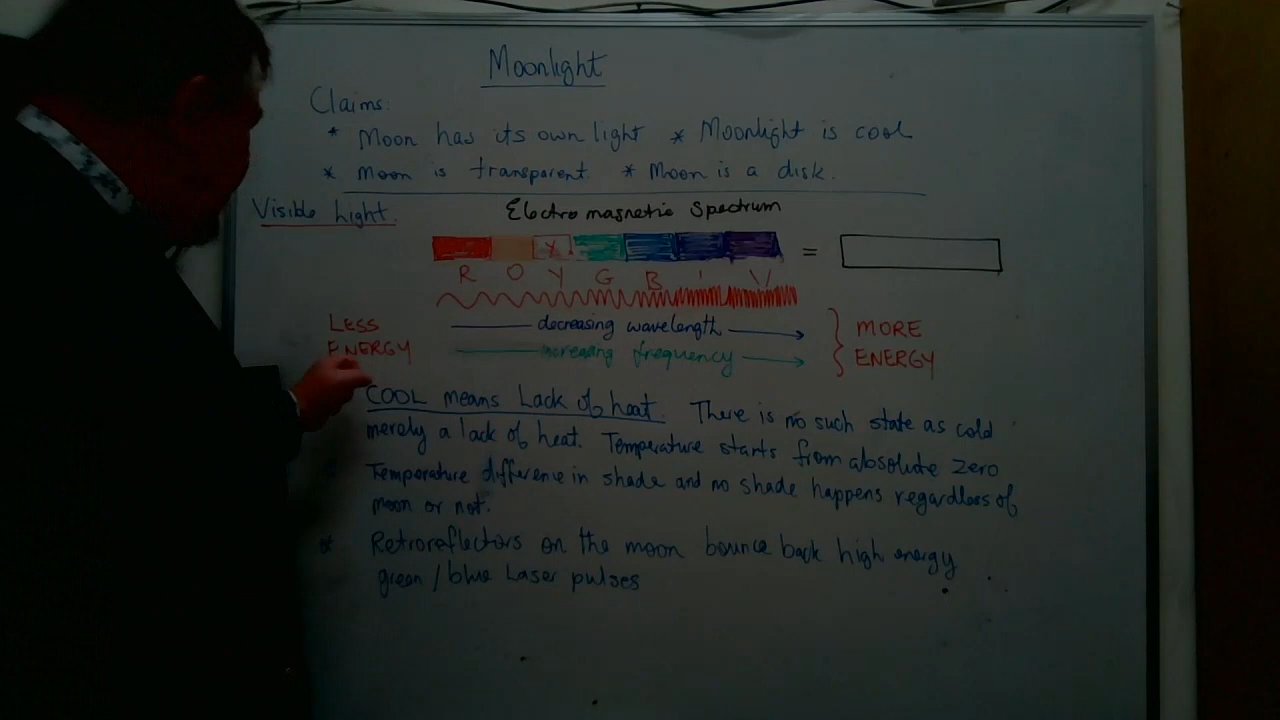 Moonlight
Claims:
* Moon has its own light * Moonlight is cool
* Moon is transparent * Moon is a disk.
Visible Light.
Electromagnetic Spectrum
Y =
R O Y G B I V
LESS ENERGY
decreasing wavelength
increasing frequency
MORE ENERGY
COOL means Lack of heat. There is no such state as cold
merely a lack of heat. Temperature starts from absolute zero
Temperature difference in shade and no shade happens regardless of
moon or not.
* Retroreflectors on the moon bounce back high energy
green/blue Laser pulses